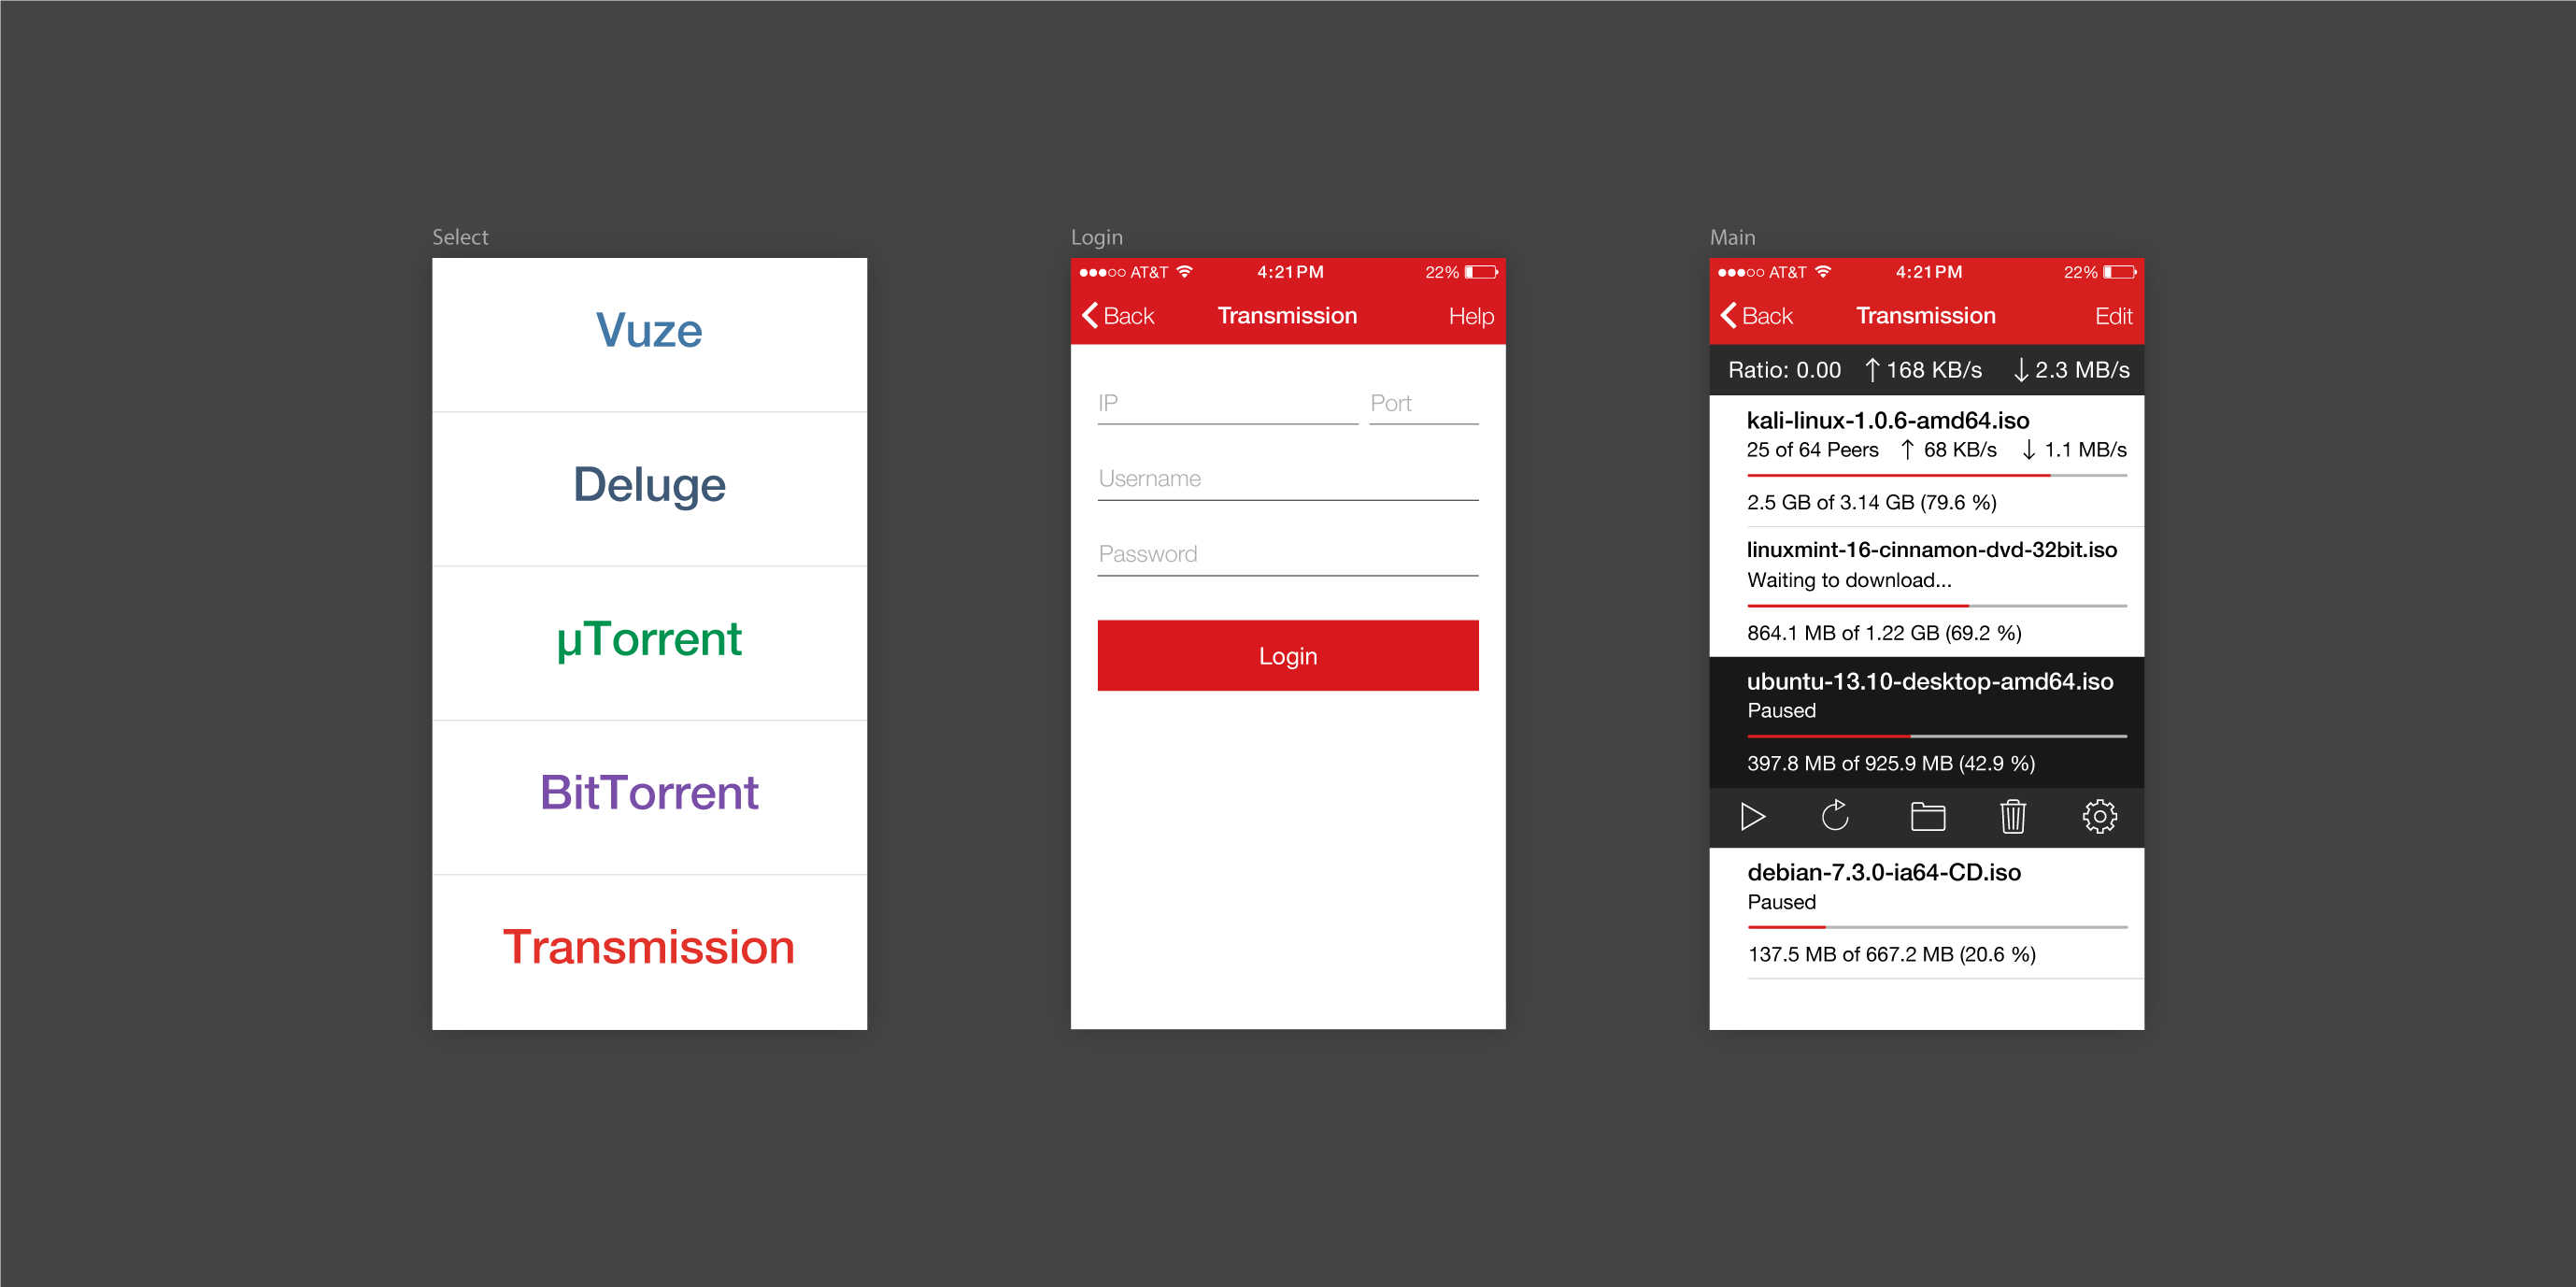 Select
Vuze
Deluge
µTorrent
BitTorrent
Transmission
Login
AT&T 4:21PM 22%
Back Transmission Help
IP Port
Username
Password
Login
Main
AT&T 4:21PM 22%
Back Transmission Edit
Ratio: 0.00 ↑ 168 KB/s ↓ 2.3 MB/s
kali-linux-1.0.6-amd64.iso
25 of 64 Peers ↑ 68 KB/s ↓ 1.1 MB/s
2.5 GB of 3.14 GB (79.6 %)
linuxmint-16-cinnamon-dvd-32bit.iso
Waiting to download...
864.1 MB of 1.22 GB (69.2 %)
ubuntu-13.10-desktop-amd64.iso
Paused
397.8 MB of 925.9 MB (42.9 %)
debian-7.3.0-ia64-CD.iso
Paused
137.5 MB of 667.2 MB (20.6 %)